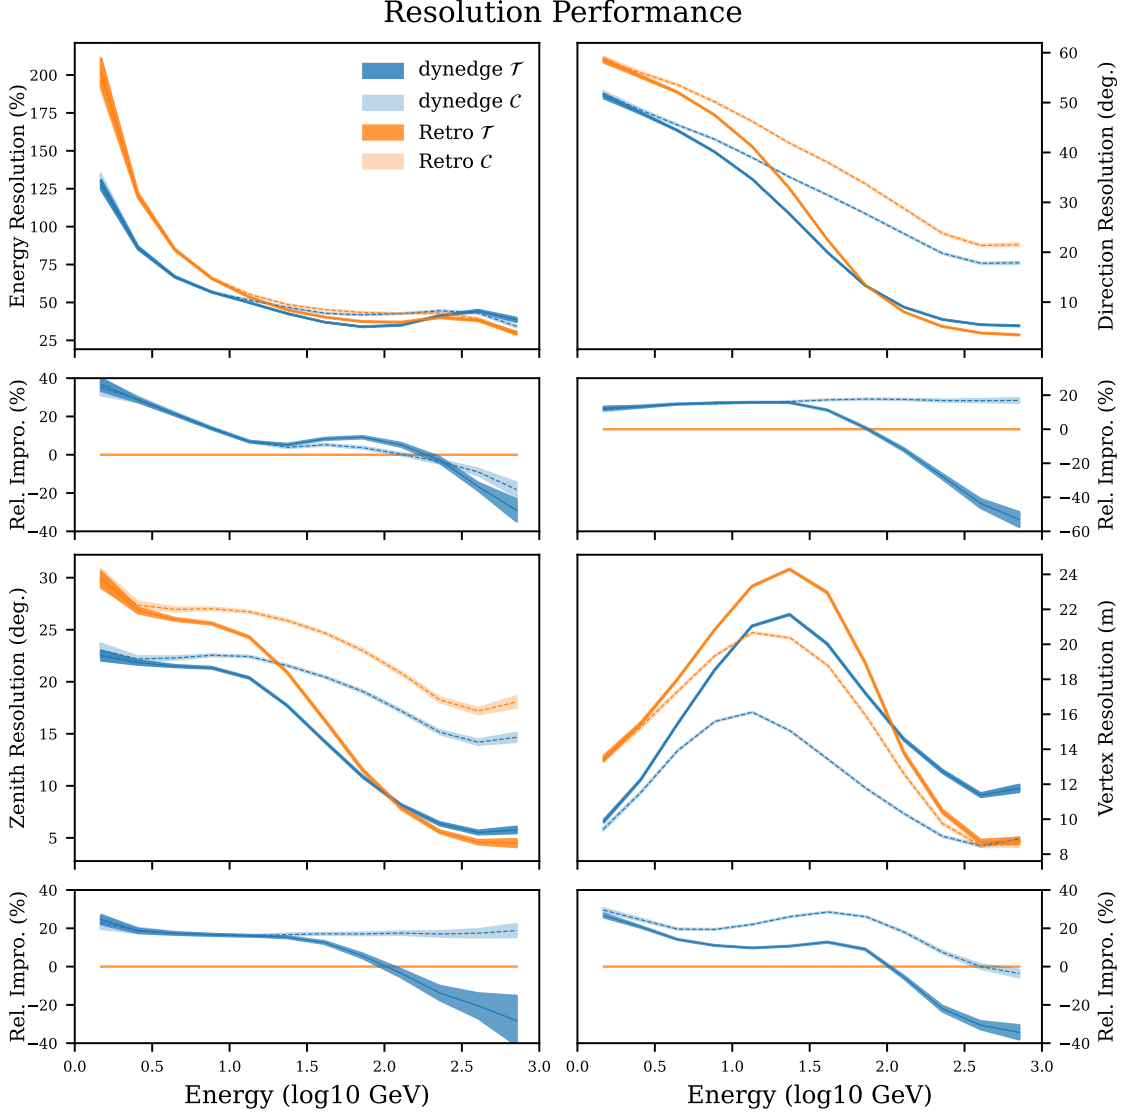 Resolution Performance
Energy Resolution (%)
200
175
150
125
100
75
50
25
dynedge 𝒯
dynedge 𝒞
Retro 𝒯
Retro 𝒞
60
50
40
30
20
10
Direction Resolution (deg.)
Rel. Impro. (%)
40
20
0
−20
−40
20
0
−20
−40
−60
Rel. Impro. (%)
Zenith Resolution (deg.)
30
25
20
15
10
5
24
22
20
18
16
14
12
10
8
Vertex Resolution (m)
Rel. Impro. (%)
40
20
0
−20
−40
40
20
0
−20
−40
Rel. Impro. (%)
0.0 0.5 1.0 1.5 2.0 2.5 3.0
0.0 0.5 1.0 1.5 2.0 2.5 3.0
Energy (log10 GeV)
Energy (log10 GeV)